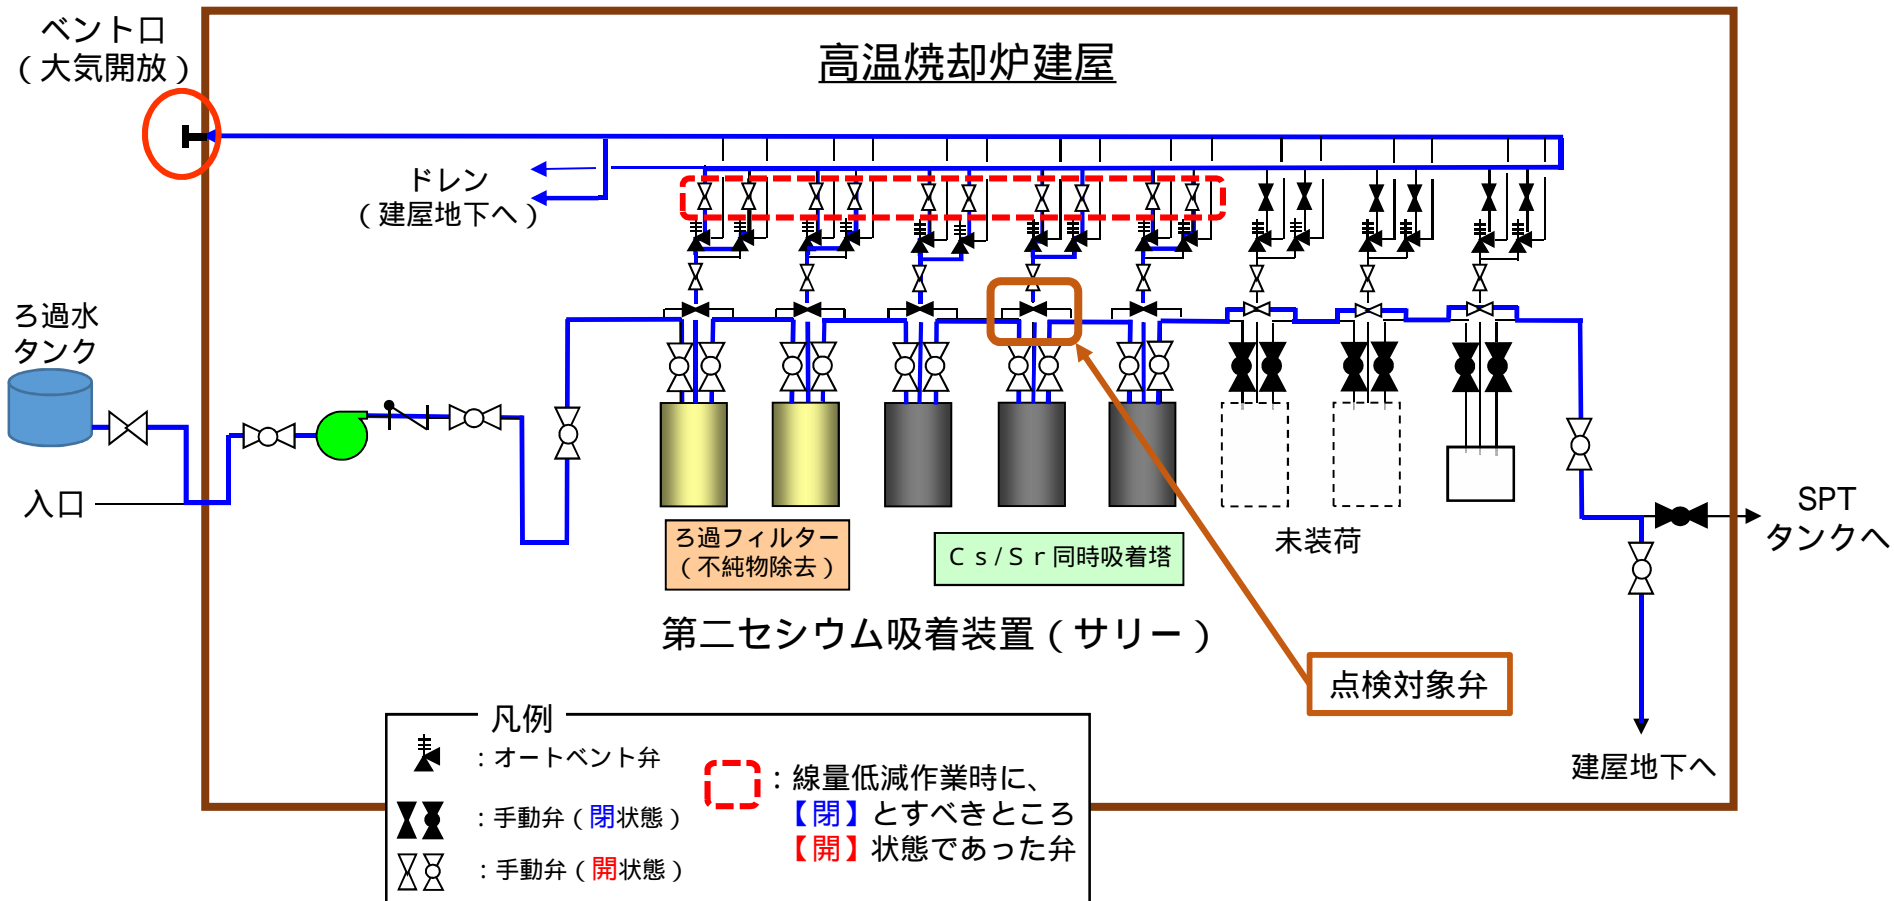 ベント口
（大気開放）
高温焼却炉建屋
ドレン
（建屋地下へ）
ろ過水
タンク
入口
ろ過フィルター
（不純物除去）
Ｃｓ/Ｓｒ同時吸着塔
未装荷
SPT
タンクへ
第二セシウム吸着装置（サリー）
点検対象弁
建屋地下へ
凡例
：オートベント弁
：手動弁（閉状態）
：手動弁（開状態）
：線量低減作業時に、
【閉】とすべきところ
【開】状態であった弁